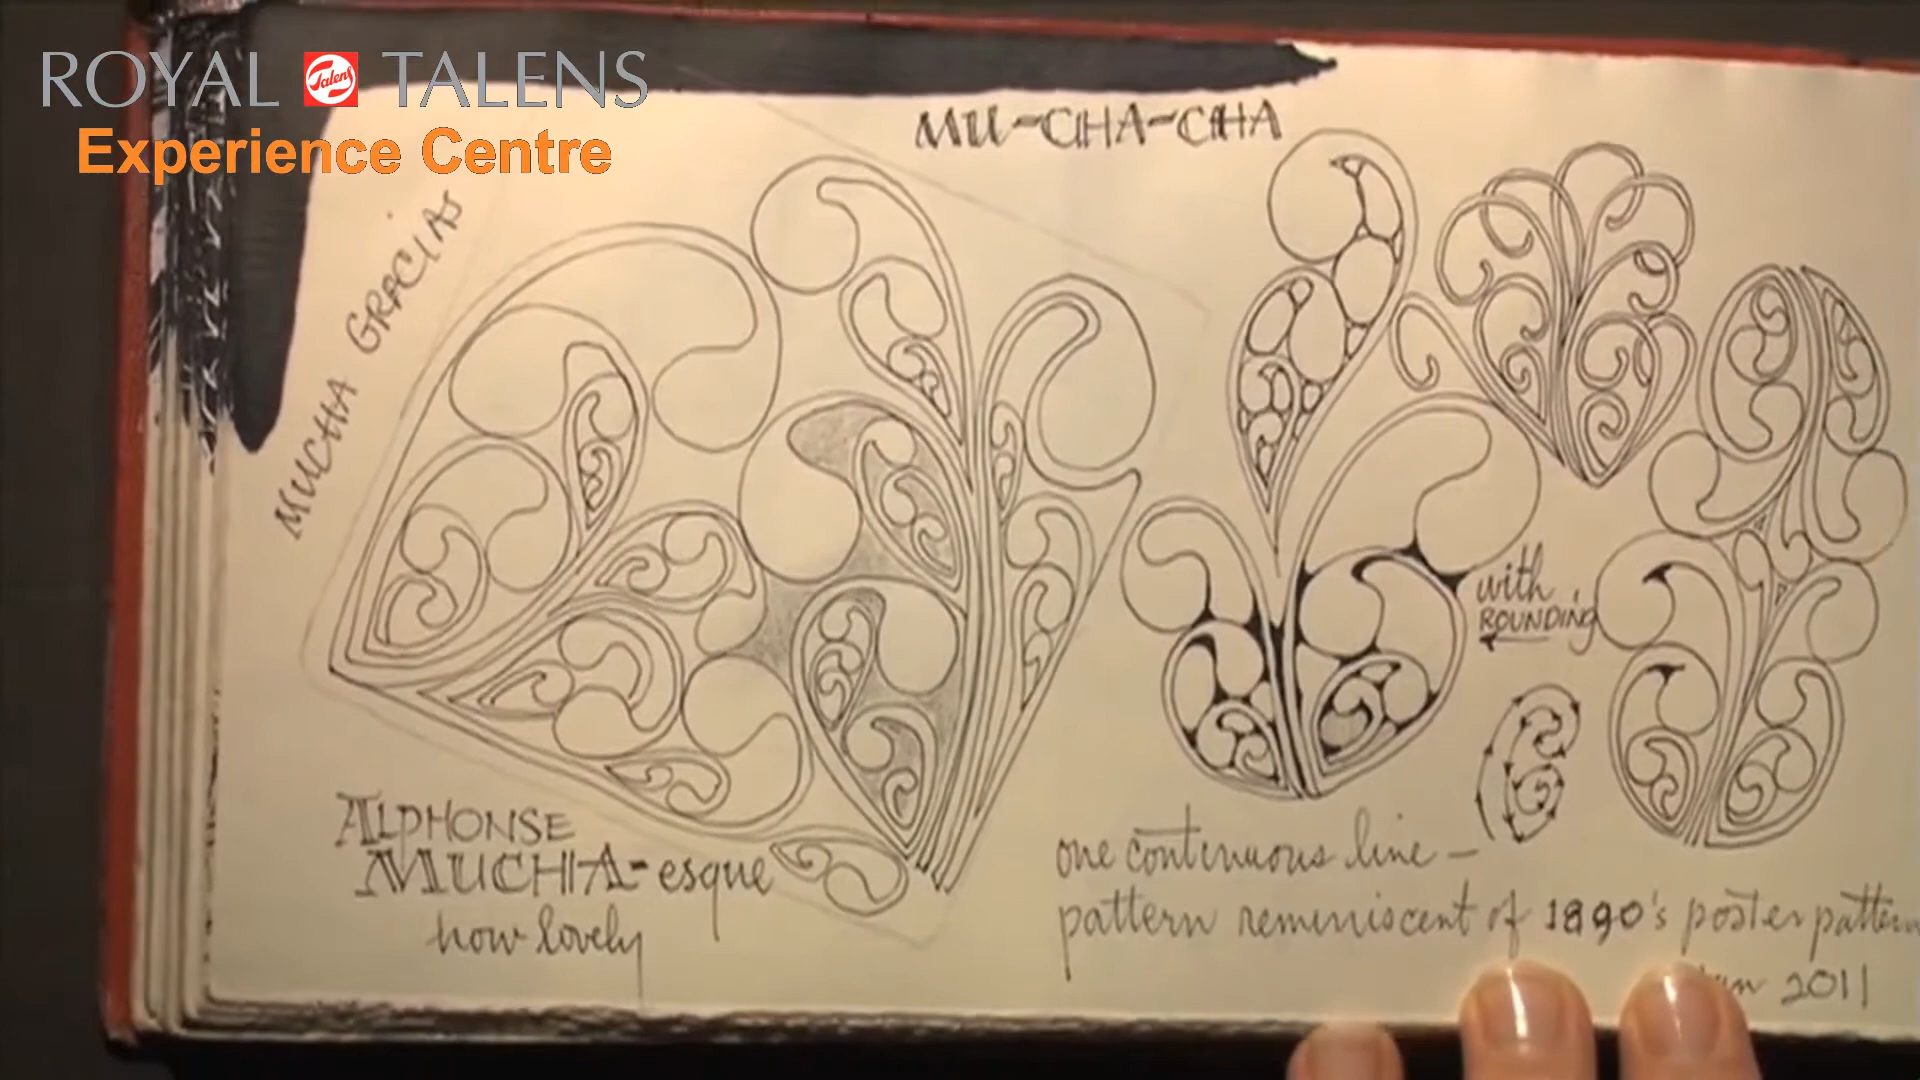 ROYAL Talens TALENS
Experience Centre
MU-CHA-CHA
MUCHA GRACIAS
with
ROUNDING
ALPHONSE
MUCHA-esque
how lovely
one continuous line –
pattern reminiscent of 1890's poster pattern
2011